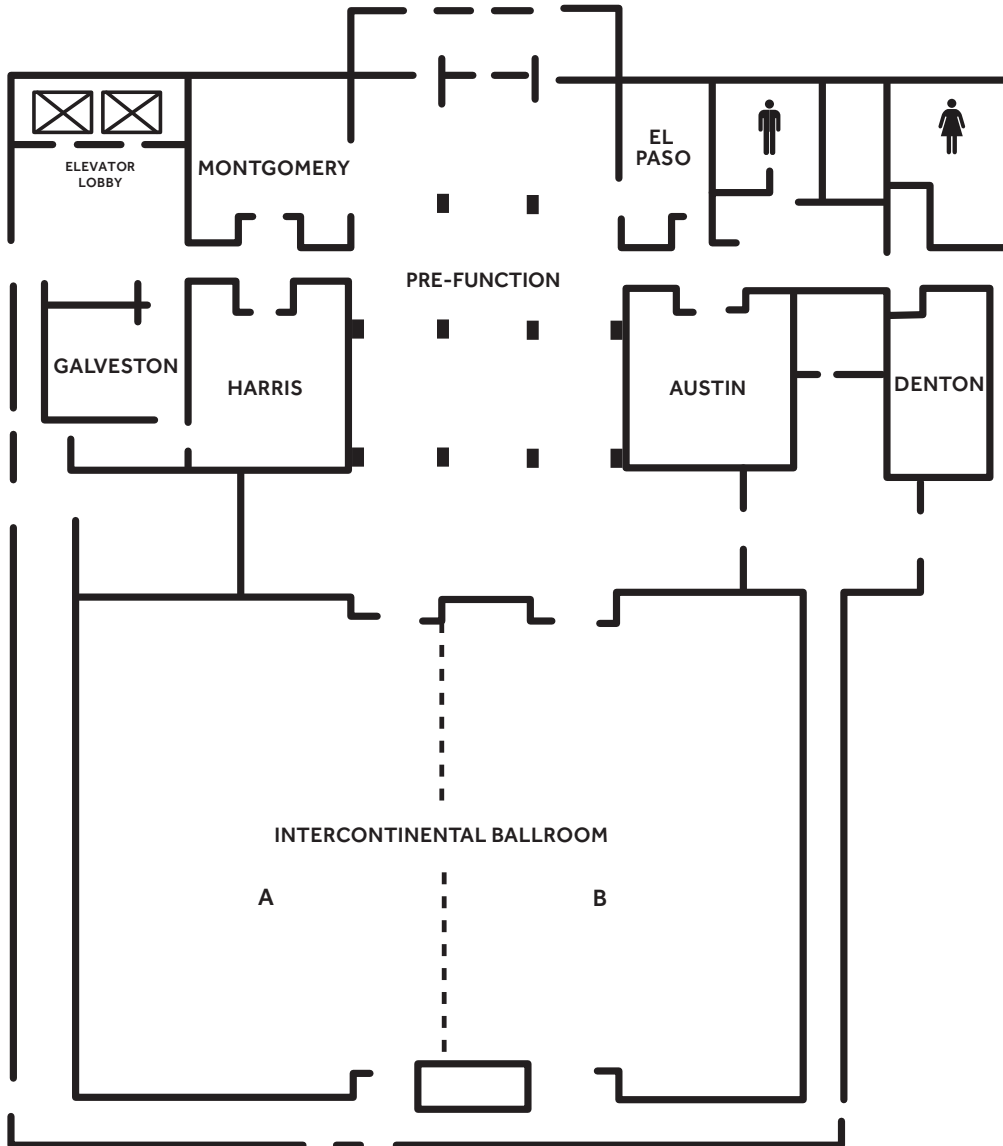 ELEVATOR
LOBBY
MONTGOMERY
EL
PASO
PRE-FUNCTION
GALVESTON
HARRIS
AUSTIN
DENTON
INTERCONTINENTAL BALLROOM
A
B